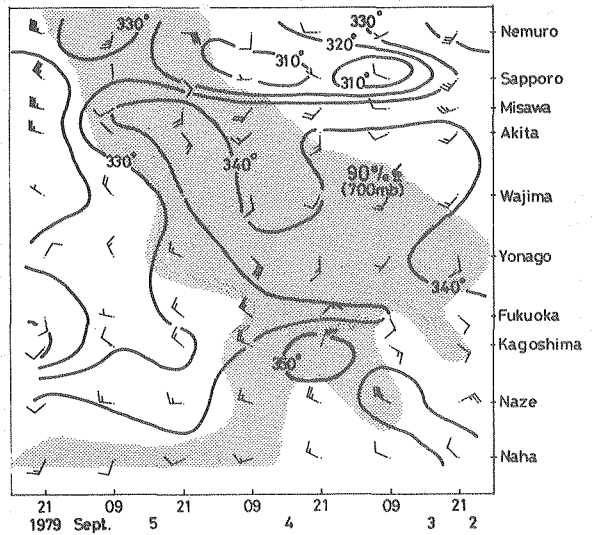 330°
330°
320°
310°
310°
330°
340°
90%≦
(700mb)
340°
350°
Nemuro
Sapporo
Misawa
Akita
Wajima
Yonago
Fukuoka
Kagoshima
Naze
Naha
21 09 21 09 21 09 21
1979 Sept. 5 4 3 2